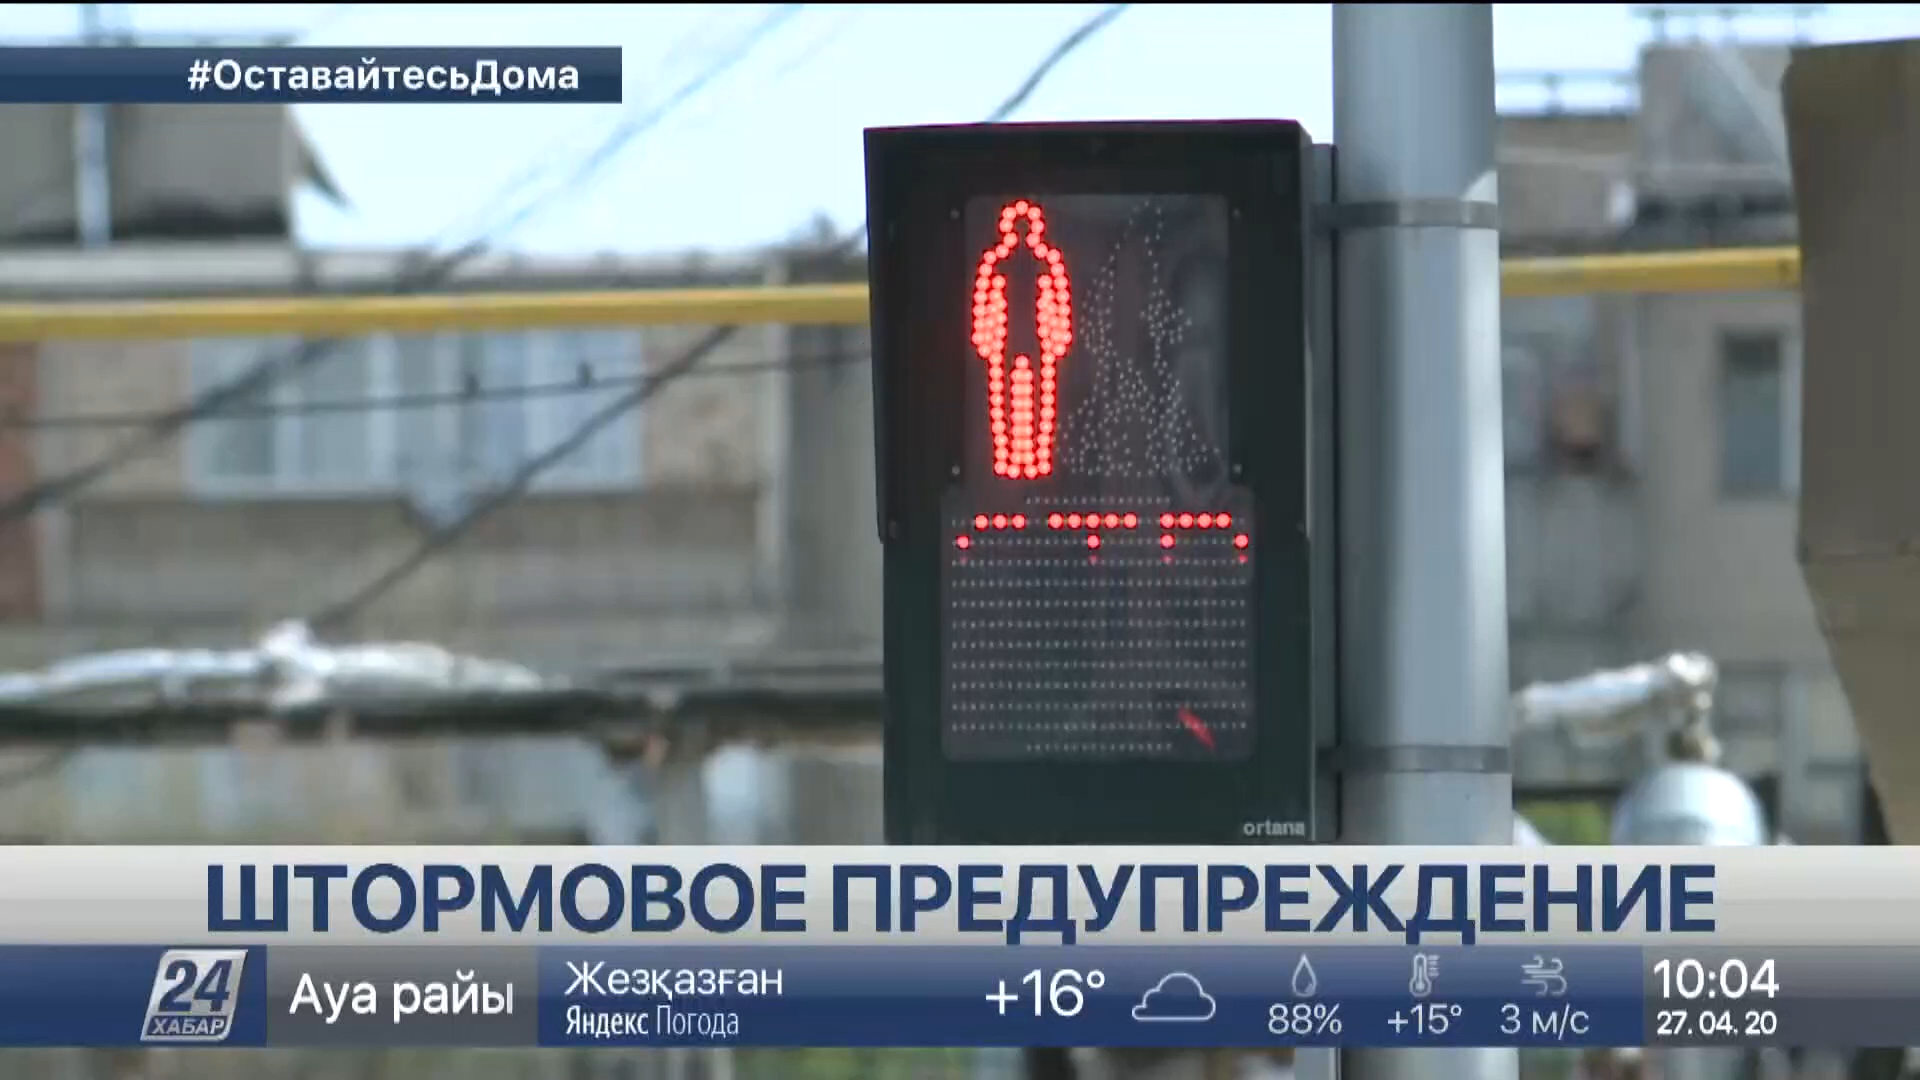 #ОставайтесьДома
ortana
ШТОРМОВОЕ ПРЕДУПРЕЖДЕНИЕ
24
ХАБАР
Ауа райы
Жезқазған
Яндекс Погода
+16°
88%
+15°
3 м/с
10:04
27.04.20